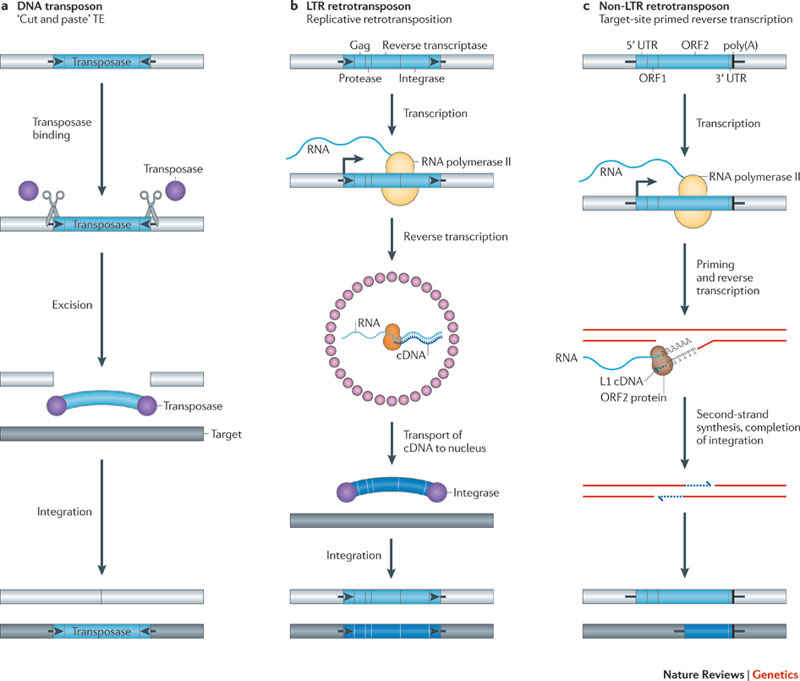 a DNA transposon
'Cut and paste' TE
Transposase
Transposase
binding
Transposase
Transposase
Excision
Transposase
Target
Integration
Transposase
b LTR retrotransposon
Replicative retrotransposition
Gag Reverse transcriptase
Protease Integrase
Transcription
RNA
RNA polymerase II
Reverse transcription
RNA
cDNA
Transport of
cDNA to nucleus
Integrase
Integration
c Non-LTR retrotransposon
Target-site primed reverse transcription
5′ UTR ORF2 poly(A)
ORF1 3′ UTR
Transcription
RNA
RNA polymerase II
Priming
and reverse
transcription
AAAAA
TTTTT
RNA
L1 cDNA
ORF2 protein
Second-strand
synthesis, completion
of integration
Nature Reviews | Genetics